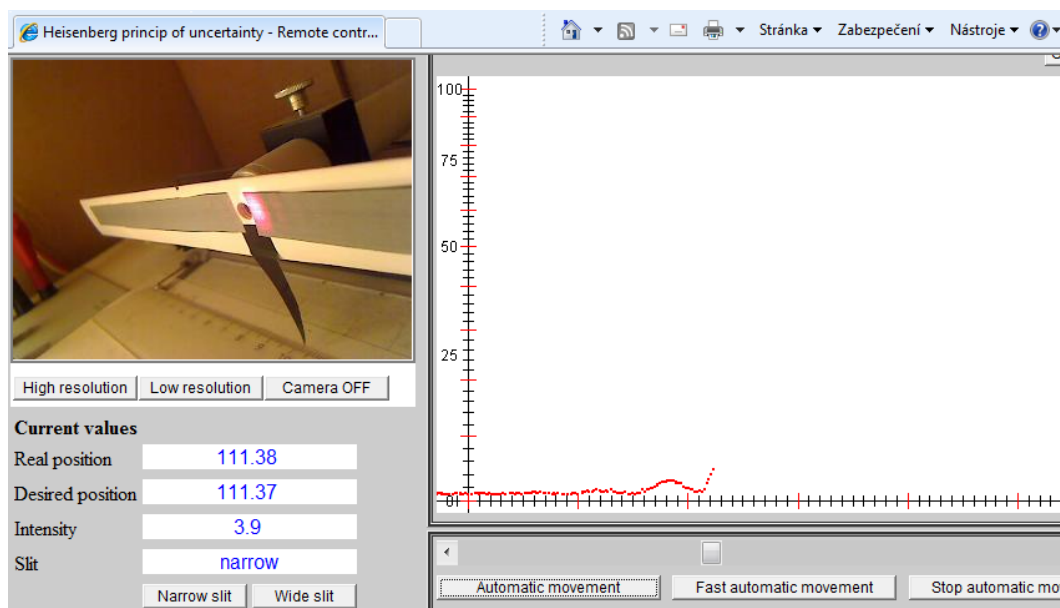 Heisenberg princip of uncertainty - Remote contr...
Stránka
Zabezpečení
Nástroje
High resolution
Low resolution
Camera OFF
Current values
Real position 111.38
Desired position 111.37
Intensity 3.9
Slit narrow
Narrow slit
Wide slit
100
75
50
25
0
Automatic movement
Fast automatic movement
Stop automatic mo